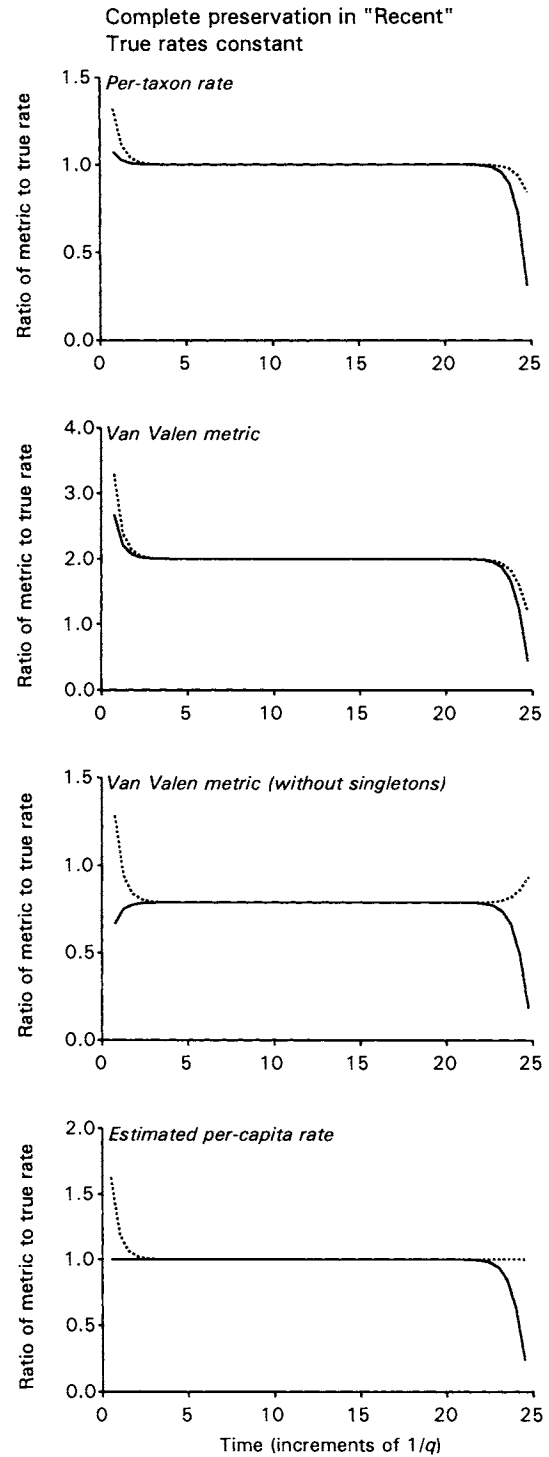 Complete preservation in "Recent"
True rates constant
Per-taxon rate
Ratio of metric to true rate
1.5
1.0
0.5
0.0
0 5 10 15 20 25
Van Valen metric
Ratio of metric to true rate
4.0
3.0
2.0
1.0
0.0
0 5 10 15 20 25
Van Valen metric (without singletons)
Ratio of metric to true rate
1.5
1.0
0.5
0.0
0 5 10 15 20 25
Estimated per-capita rate
Ratio of metric to true rate
2.0
1.5
1.0
0.5
0.0
0 5 10 15 20 25
Time (increments of 1/q)